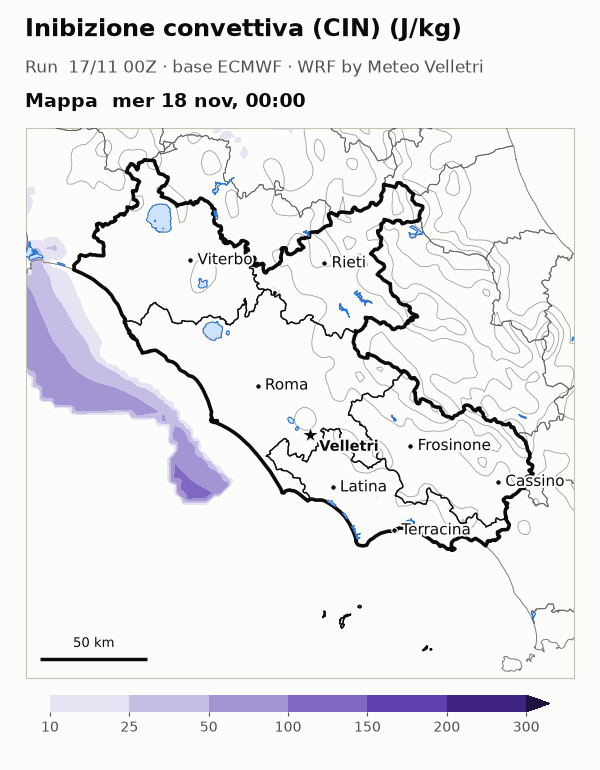 Inibizione convettiva (CIN) (J/kg)
Run  17/11 00Z · base ECMWF · WRF by Meteo Velletri
Mappa  mer 18 nov, 00:00
Viterbo
Rieti
Roma
Velletri
Frosinone
Cassino
Latina
Terracina
50 km
10 25 50 100 150 200 300